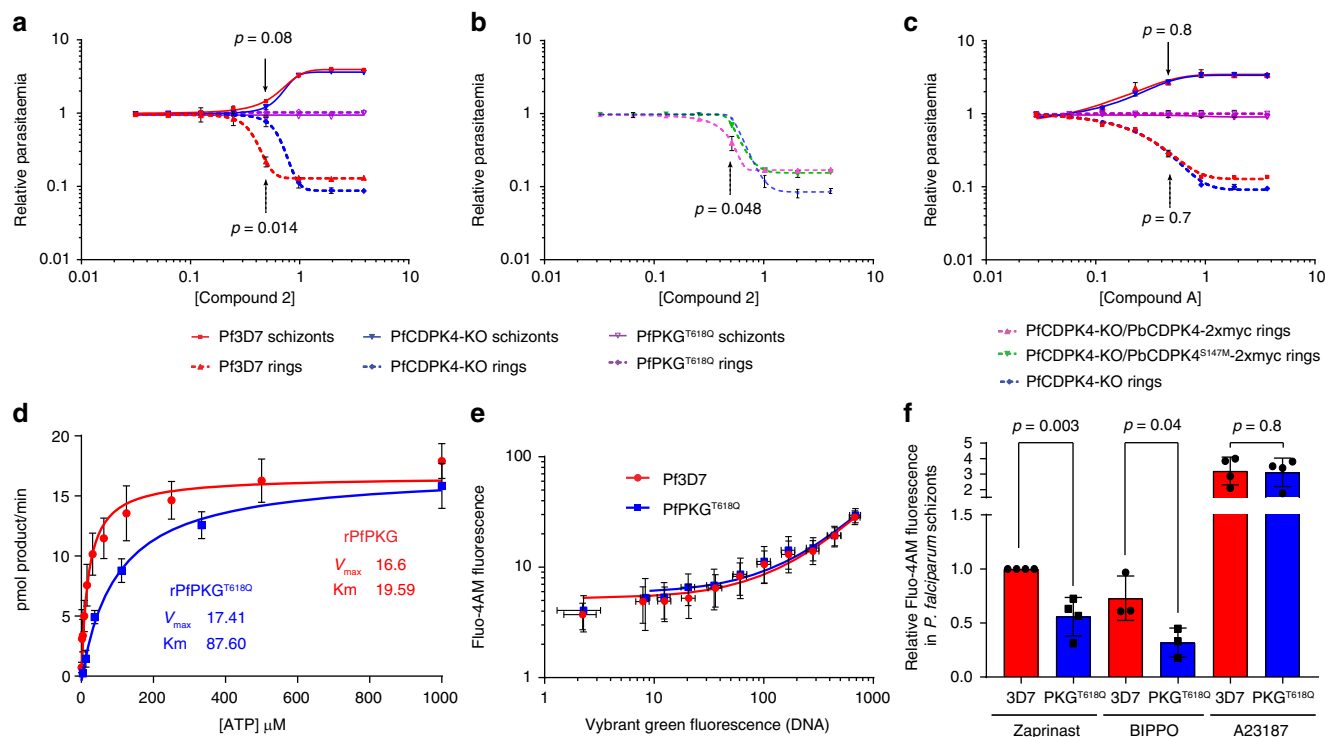 a
Relative parasitaemia
10
1
0.1
0.01
0.01
0.1
1
10
[Compound 2]
p = 0.08
p = 0.014
b
Relative parasitaemia
10
1
0.1
0.01
0.01
0.1
1
10
[Compound 2]
p = 0.048
c
Relative parasitaemia
10
1
0.1
0.01
0.01
0.1
1
10
[Compound A]
p = 0.8
p = 0.7
Pf3D7 schizonts
Pf3D7 rings
PfCDPK4-KO schizonts
PfCDPK4-KO rings
PfPKG^T618Q schizonts
PfPKG^T618Q rings
PfCDPK4-KO/PbCDPK4-2xmyc rings
PfCDPK4-KO/PbCDPK4^S147M-2xmyc rings
PfCDPK4-KO rings
d
pmol product/min
20
15
10
5
0
0
200
400
600
800
1000
[ATP] μM
rPfPKG
Vmax 16.6
Km 19.59
rPfPKG^T618Q
Vmax 17.41
Km 87.60
e
Fluo-4AM fluorescence
100
10
1
1
10
100
1000
Vybrant green fluorescence (DNA)
Pf3D7
PfPKG^T618Q
f
Relative Fluo-4AM fluorescence
in P. falciparum schizonts
5
4
3
2
1.5
1.0
0.5
0.0
p = 0.003
p = 0.04
p = 0.8
3D7 PKG^T618Q 3D7 PKG^T618Q 3D7 PKG^T618Q
Zaprinast BIPPO A23187